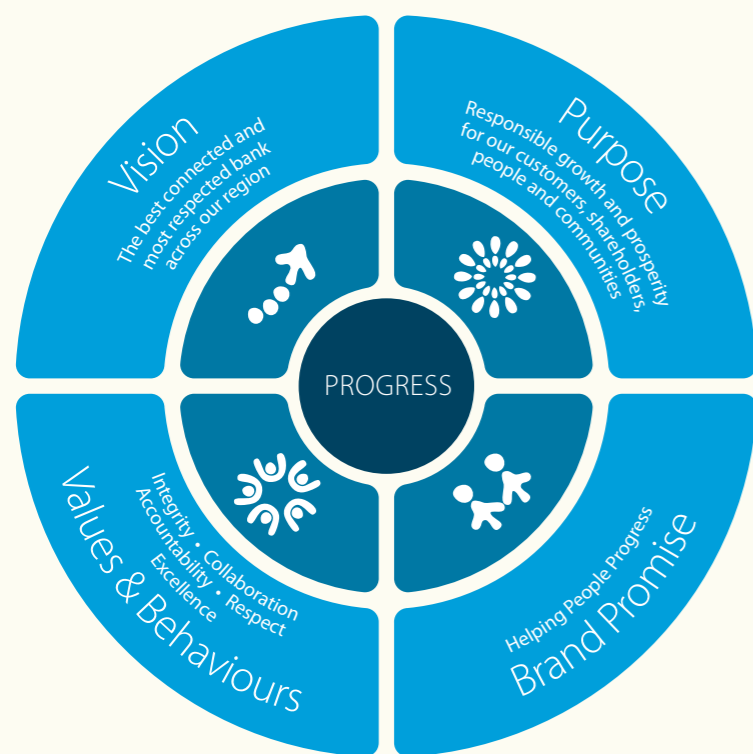 Vision
The best connected and
most respected bank
across our region
Purpose
Responsible growth and prosperity
for our customers, shareholders,
people and communities
PROGRESS
Values & Behaviours
Integrity • Collaboration
Accountability • Respect
Excellence
Helping People Progress
Brand Promise